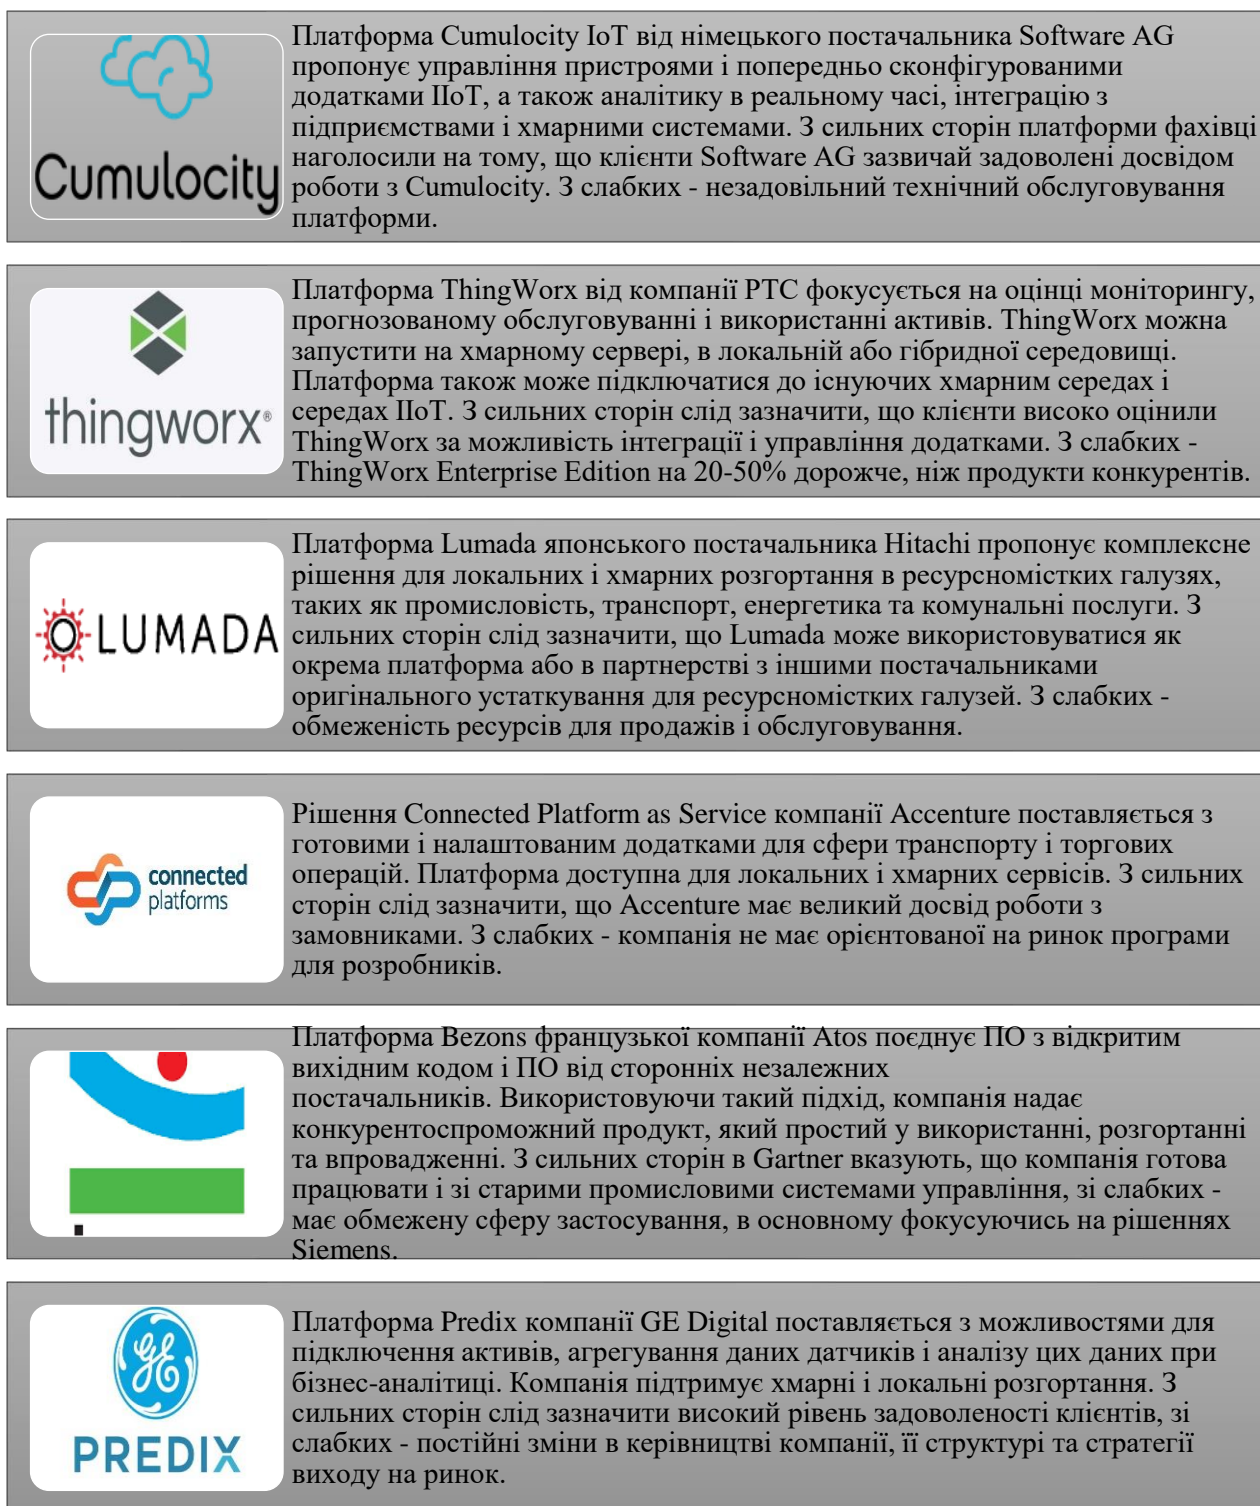 Cumulocity
Платформа Cumulocity IoT від німецького постачальника Software AG
пропонує управління пристроями і попередньо сконфігурованими
додатками IIoT, а також аналітику в реальному часі, інтеграцію з
підприємствами і хмарними системами. З сильних сторін платформи фахівці
наголосили на тому, що клієнти Software AG зазвичай задоволені досвідом
роботи з Cumulocity. З слабких - незадовільний технічний обслуговування
платформи.
thingworx®
Платформа ThingWorx від компанії PTC фокусується на оцінці моніторингу,
прогнозованому обслуговуванні і використанні активів. ThingWorx можна
запустити на хмарному сервері, в локальній або гібридної середовищі.
Платформа також може підключатися до існуючих хмарним середах і
середах IIoT. З сильних сторін слід зазначити, що клієнти високо оцінили
ThingWorx за можливість інтеграції і управління додатками. З слабких -
ThingWorx Enterprise Edition на 20-50% дорожче, ніж продукти конкурентів.
LUMADA
Платформа Lumada японського постачальника Hitachi пропонує комплексне
рішення для локальних і хмарних розгортання в ресурсномістких галузях,
таких як промисловість, транспорт, енергетика та комунальні послуги. З
сильних сторін слід зазначити, що Lumada може використовуватися як
окрема платформа або в партнерстві з іншими постачальниками
оригінального устаткування для ресурсномістких галузей. З слабких -
обмеженість ресурсів для продажів і обслуговування.
connected
platforms
Рішення Connected Platform as Service компанії Accenture поставляється з
готовими і налаштованим додатками для сфери транспорту і торгових
операцій. Платформа доступна для локальних і хмарних сервісів. З сильних
сторін слід зазначити, що Accenture має великий досвід роботи з
замовниками. З слабких - компанія не має орієнтованої на ринок програми
для розробників.
Платформа Bezons французької компанії Atos поєднує ПО з відкритим
вихідним кодом і ПО від сторонніх незалежних
постачальників. Використовуючи такий підхід, компанія надає
конкурентоспроможний продукт, який простий у використанні, розгортанні
та впровадженні. З сильних сторін в Gartner вказують, що компанія готова
працювати і зі старими промисловими системами управління, зі слабких -
має обмежену сферу застосування, в основному фокусуючись на рішеннях
Siemens.
GE
PREDIX
Платформа Predix компанії GE Digital поставляється з можливостями для
підключення активів, агрегування даних датчиків і аналізу цих даних при
бізнес-аналітиці. Компанія підтримує хмарні і локальні розгортання. З
сильних сторін слід зазначити високий рівень задоволеності клієнтів, зі
слабких - постійні зміни в керівництві компанії, її структурі та стратегії
виходу на ринок.